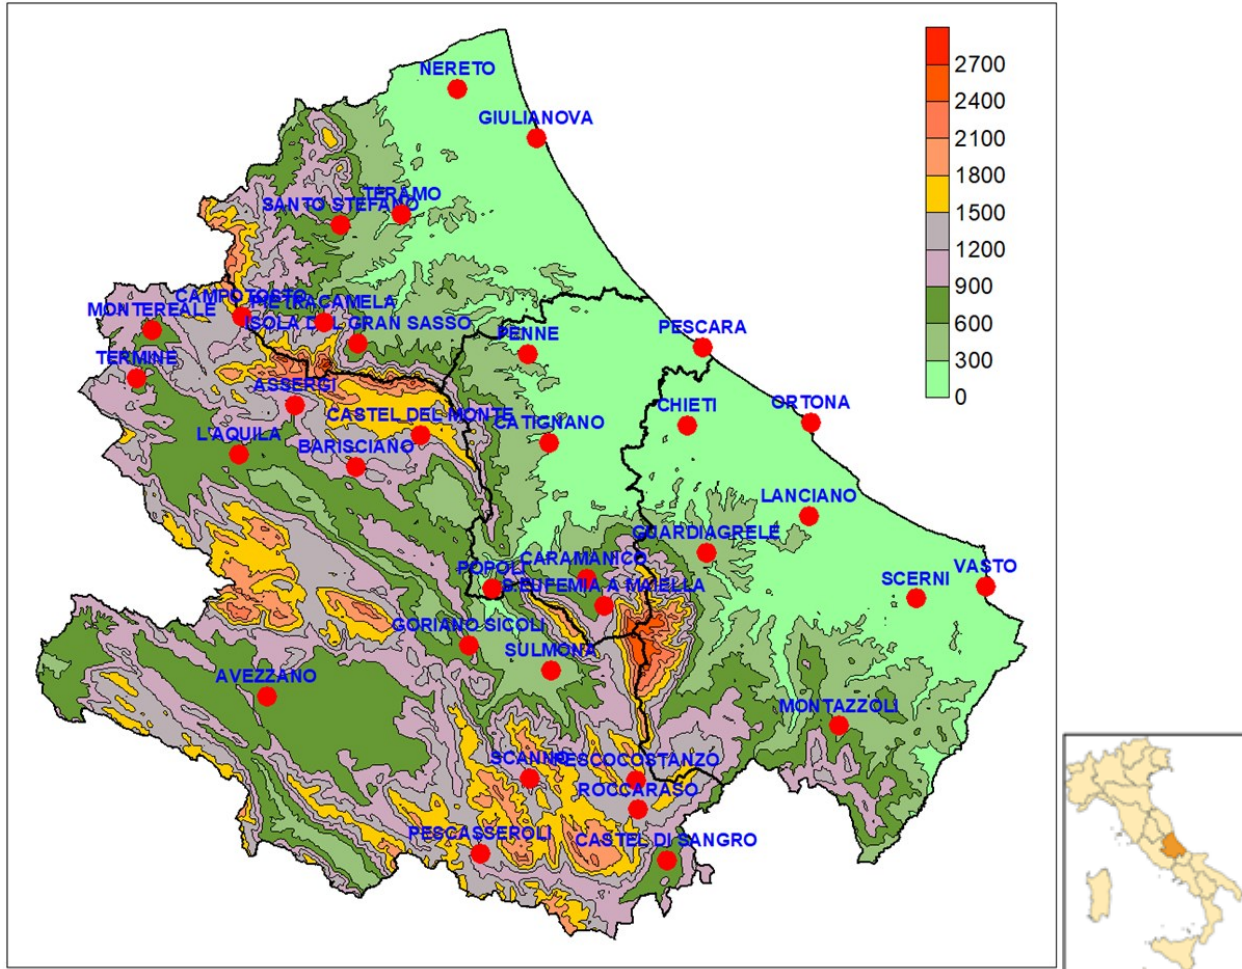 NERETO
2700
2400
GIULIANOVA
2100
1800
TERAMO
SANTO STEFANO
1500
1200
900
CAMPOTOSTO
PIETRACAMELA
MONTEREALE
600
ISOLA DEL GRAN SASSO
PENNE
PESCARA
300
TERMINE
ASSERGI
0
CHIETI
ORTONA
CASTEL DEL MONTE
CATIGNANO
L'AQUILA
BARISCIANO
LANCIANO
GUARDIAGRELE
CARAMANICO
POPOLI
VASTO
SCERNI
S.EUFEMIA A MAIELLA
GORIANO SICOLI
SULMONA
AVEZZANO
MONTAZZOLI
SCANNO
PESCOCOSTANZO
ROCCARASO
PESCASSEROLI
CASTEL DI SANGRO